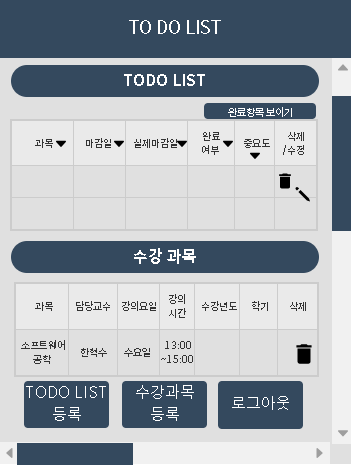 TO DO LIST
TODO LIST
완료항목 보이기
과목 마감일 실제마감일 완료 여부 중요도 삭제 /수정
수강 과목
과목 담당교수 강의요일 강의 시간 수강년도 학기 삭제
소프트웨어 공학 한혁수 수요일 13:00 ~15:00
TODO LIST 등록
수강과목 등록
로그아웃